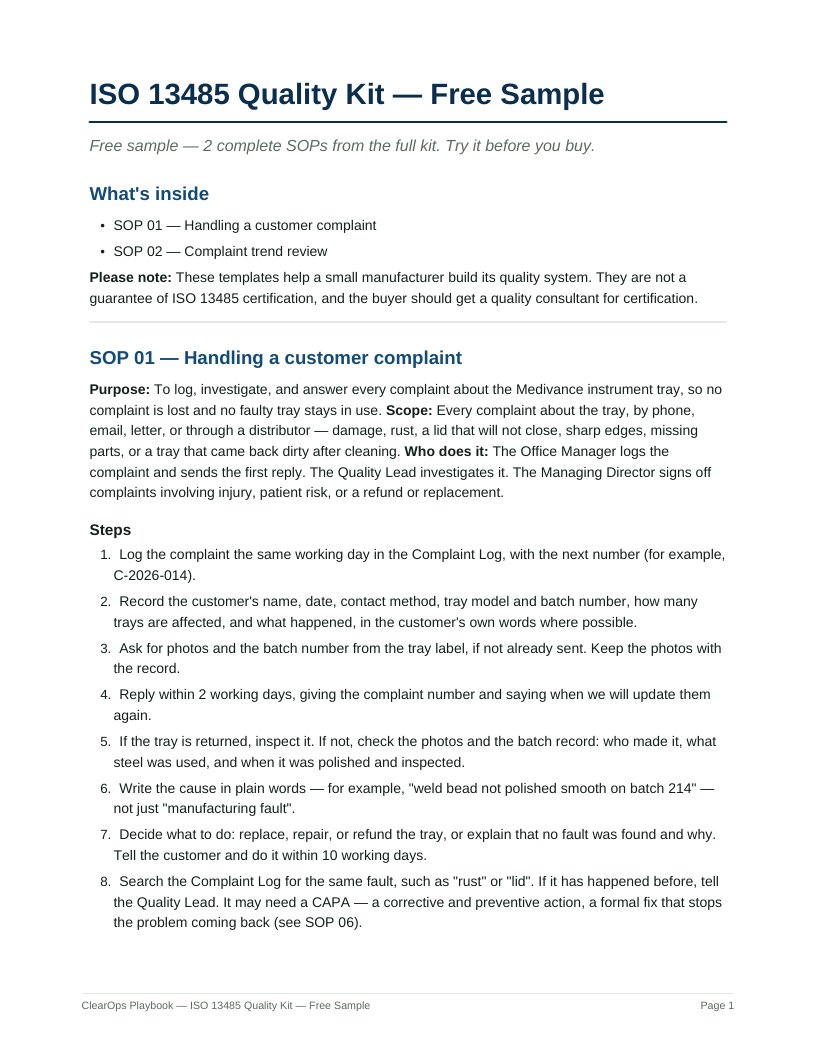 ISO 13485 Quality Kit — Free Sample
Free sample — 2 complete SOPs from the full kit. Try it before you buy.
What's inside
• SOP 01 — Handling a customer complaint
• SOP 02 — Complaint trend review
Please note: These templates help a small manufacturer build its quality system. They are not a
guarantee of ISO 13485 certification, and the buyer should get a quality consultant for certification.
SOP 01 — Handling a customer complaint
Purpose: To log, investigate, and answer every complaint about the Medivance instrument tray, so no
complaint is lost and no faulty tray stays in use. Scope: Every complaint about the tray, by phone,
email, letter, or through a distributor — damage, rust, a lid that will not close, sharp edges, missing
parts, or a tray that came back dirty after cleaning. Who does it: The Office Manager logs the
complaint and sends the first reply. The Quality Lead investigates it. The Managing Director signs off
complaints involving injury, patient risk, or a refund or replacement.
Steps
1. Log the complaint the same working day in the Complaint Log, with the next number (for example,
C-2026-014).
2. Record the customer's name, date, contact method, tray model and batch number, how many
trays are affected, and what happened, in the customer's own words where possible.
3. Ask for photos and the batch number from the tray label, if not already sent. Keep the photos with
the record.
4. Reply within 2 working days, giving the complaint number and saying when we will update them
again.
5. If the tray is returned, inspect it. If not, check the photos and the batch record: who made it, what
steel was used, and when it was polished and inspected.
6. Write the cause in plain words — for example, "weld bead not polished smooth on batch 214" —
not just "manufacturing fault".
7. Decide what to do: replace, repair, or refund the tray, or explain that no fault was found and why.
Tell the customer and do it within 10 working days.
8. Search the Complaint Log for the same fault, such as "rust" or "lid". If it has happened before, tell
the Quality Lead. It may need a CAPA — a corrective and preventive action, a formal fix that stops
the problem coming back (see SOP 06).
ClearOps Playbook — ISO 13485 Quality Kit — Free Sample
Page 1